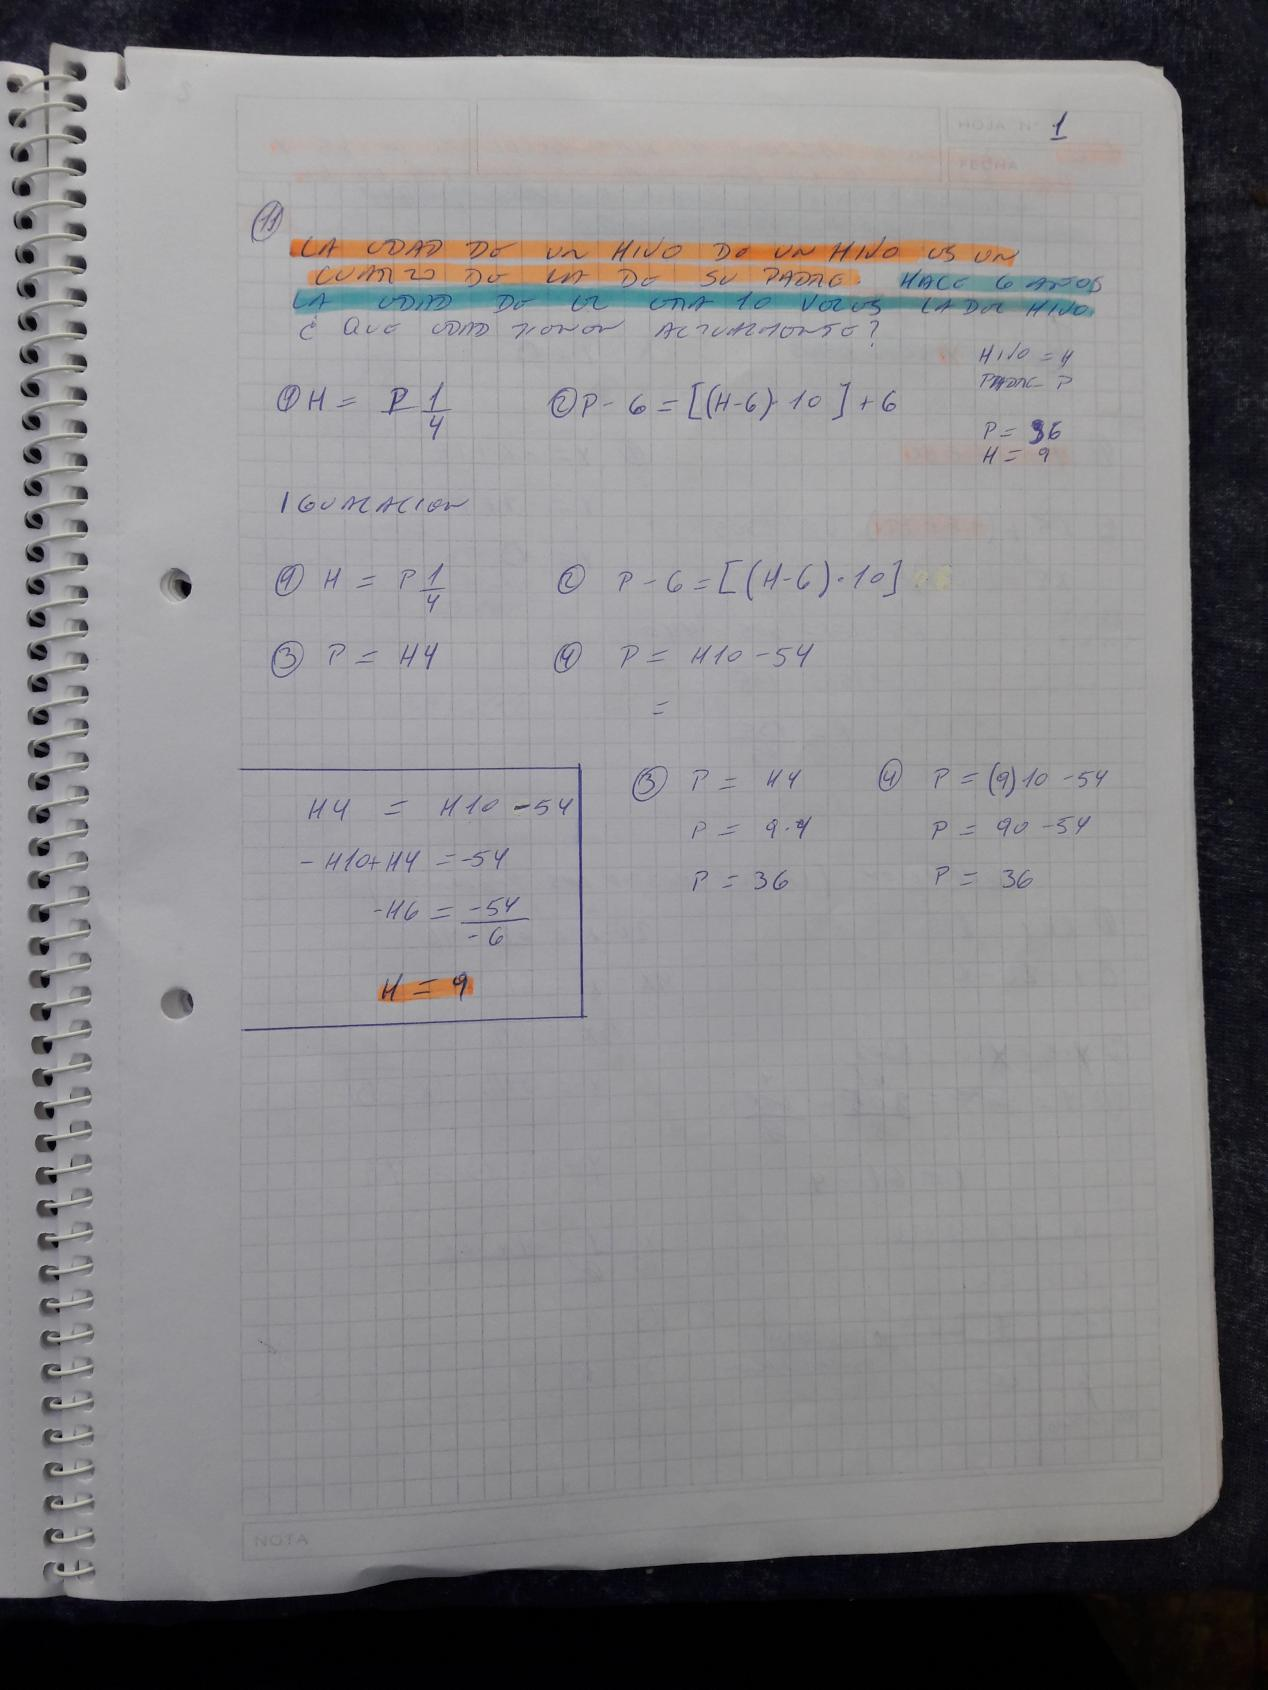 1
11
LA EDAD DE UN HIJO DE UN HIJO ES UN
CUARTO DE LA DE SU PADRE. HACE 6 AÑOS
LA EDAD DE EL ERA 10 VECES LA DEL HIJO
¿ QUE EDAD TIENEN ACTUALMENTE?
HIJO = H
PADRE P
① H = P 1/4 ② P - 6 = [(H-6) · 10] + 6
P = 36
H = 9
IGUALACION
① H = P 1/4 ② P - 6 = [(H-6) · 10]
③ P = H4 ④ P = H10 - 54
=
③ P = H4 ④ P = (9)10 - 54
H4 = H10 - 54
P = 9·4 P = 90 - 54
-H10+H4 = -54
P = 36 P = 36
-H6 = -54/-6
H = 9
NOTA